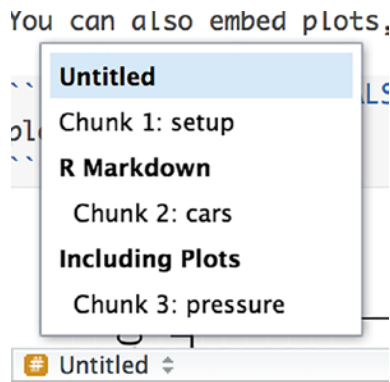 You can also embed plots,
Untitled
Chunk 1: setup
R Markdown
Chunk 2: cars
Including Plots
Chunk 3: pressure
# Untitled